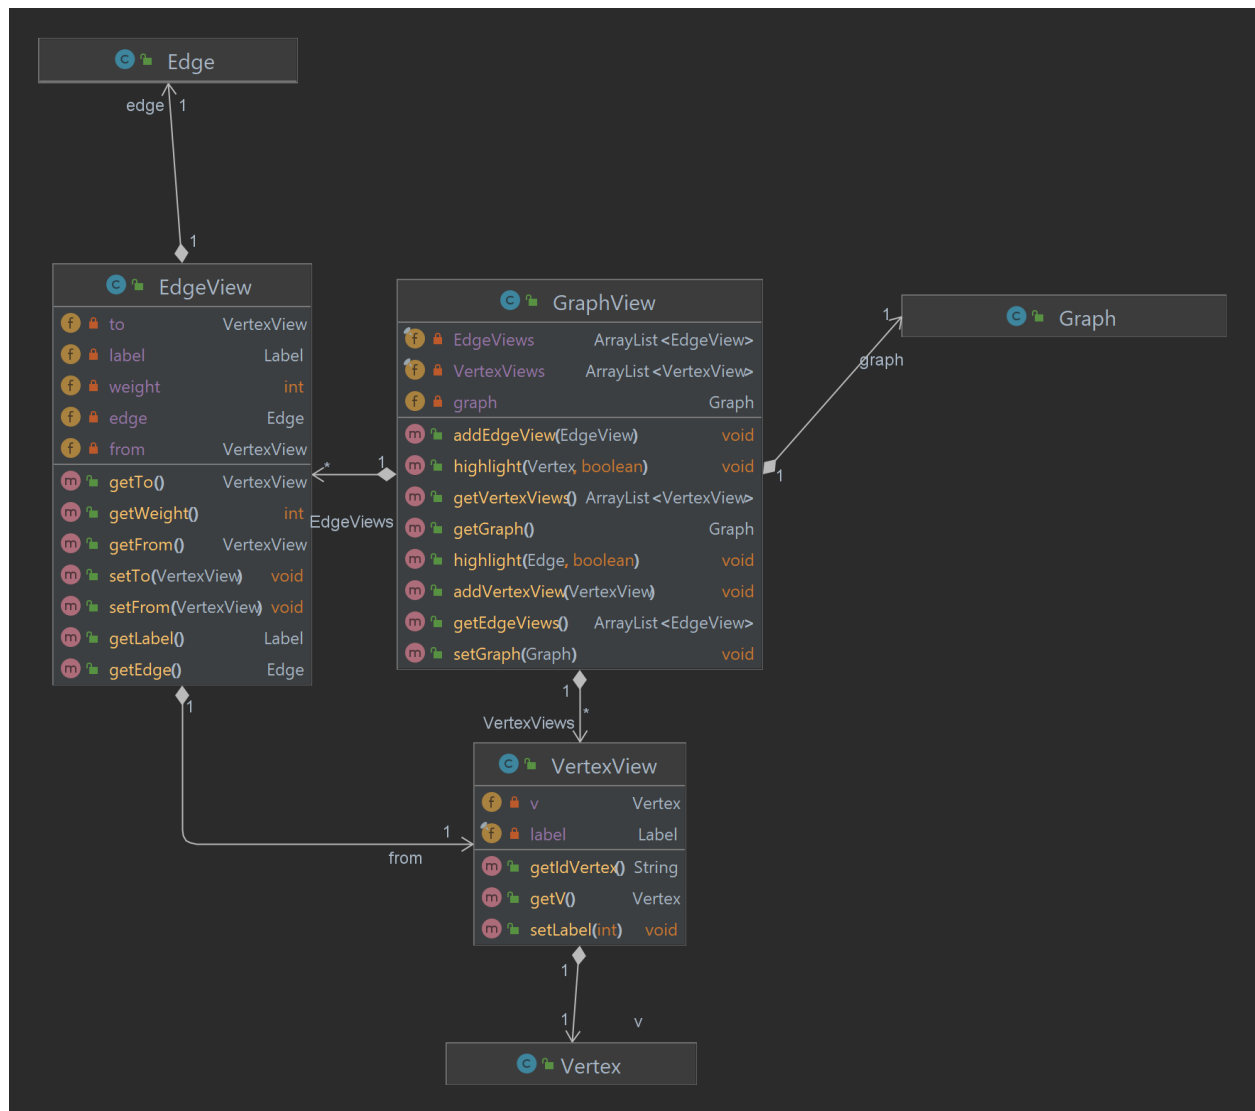 Edge
edge 1
1
EdgeView
to VertexView
label Label
weight int
edge Edge
from VertexView
getTo() VertexView
getWeight() int
getFrom() VertexView
setTo(VertexView) void
setFrom(VertexView) void
getLabel() Label
getEdge() Edge
1
GraphView
EdgeViews ArrayList<EdgeView>
VertexViews ArrayList<VertexView>
graph Graph
addEdgeView(EdgeView) void
highlight(Vertex, boolean) void
getVertexViews() ArrayList<VertexView>
getGraph() Graph
highlight(Edge, boolean) void
addVertexView(VertexView) void
getEdgeViews() ArrayList<EdgeView>
setGraph(Graph) void
* 1
EdgeViews
1
graph
1
Graph
1
VertexViews *
VertexView
v Vertex
label Label
getIdVertex() String
getV() Vertex
setLabel(int) void
1
from
1
1 v
Vertex